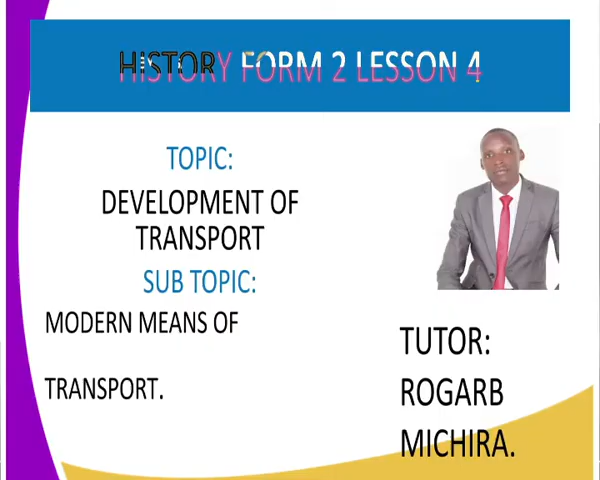 HISTORY FORM 2 LESSON 4
TOPIC:
DEVELOPMENT OF
TRANSPORT
SUB TOPIC:
MODERN MEANS OF
TRANSPORT.
TUTOR:
ROGARB
MICHIRA.